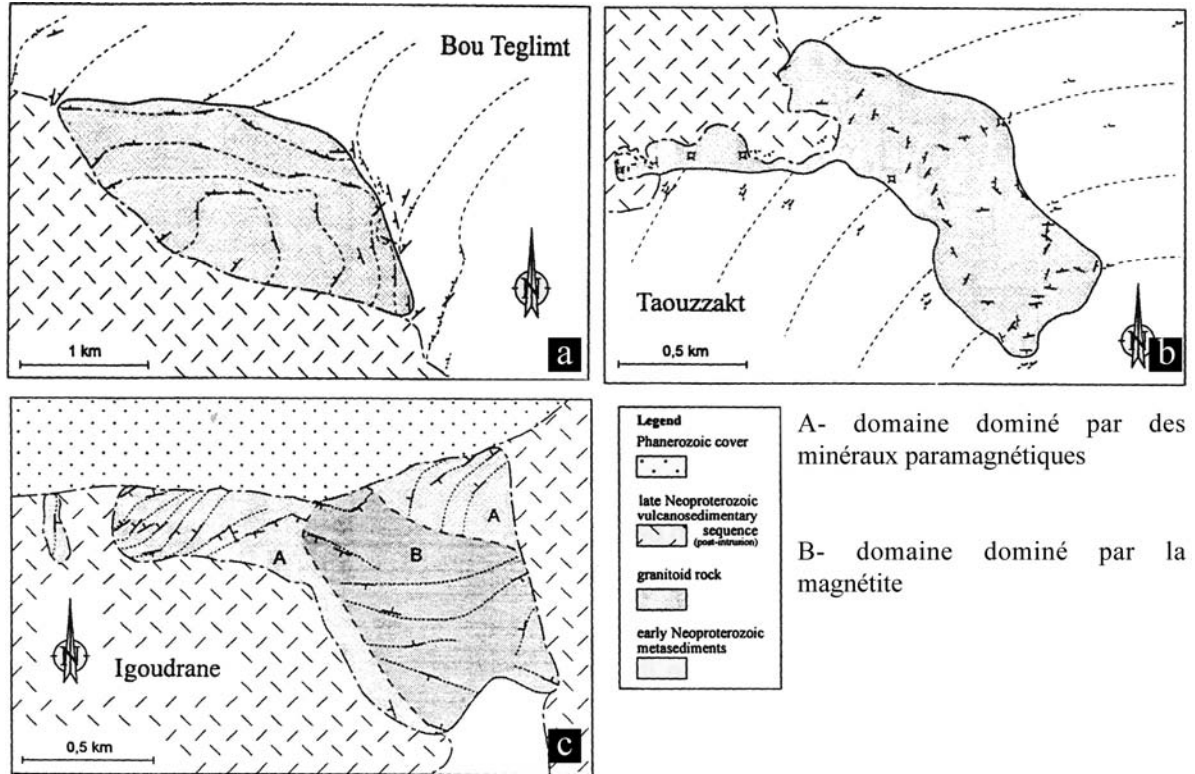 Bou Teglimt
N
1 km
a
Taouzzakt
N
0,5 km
b
A
B
A
N
Igoudrane
0,5 km
c
Legend
Phanerozoic cover
late Neoproterozoic
vulcanosedimentary
sequence
(post-intrusion)
granitoid rock
early Neoproterozoic
metasediments
A- domaine dominé par des
minéraux paramagnétiques
B- domaine dominé par la
magnétite